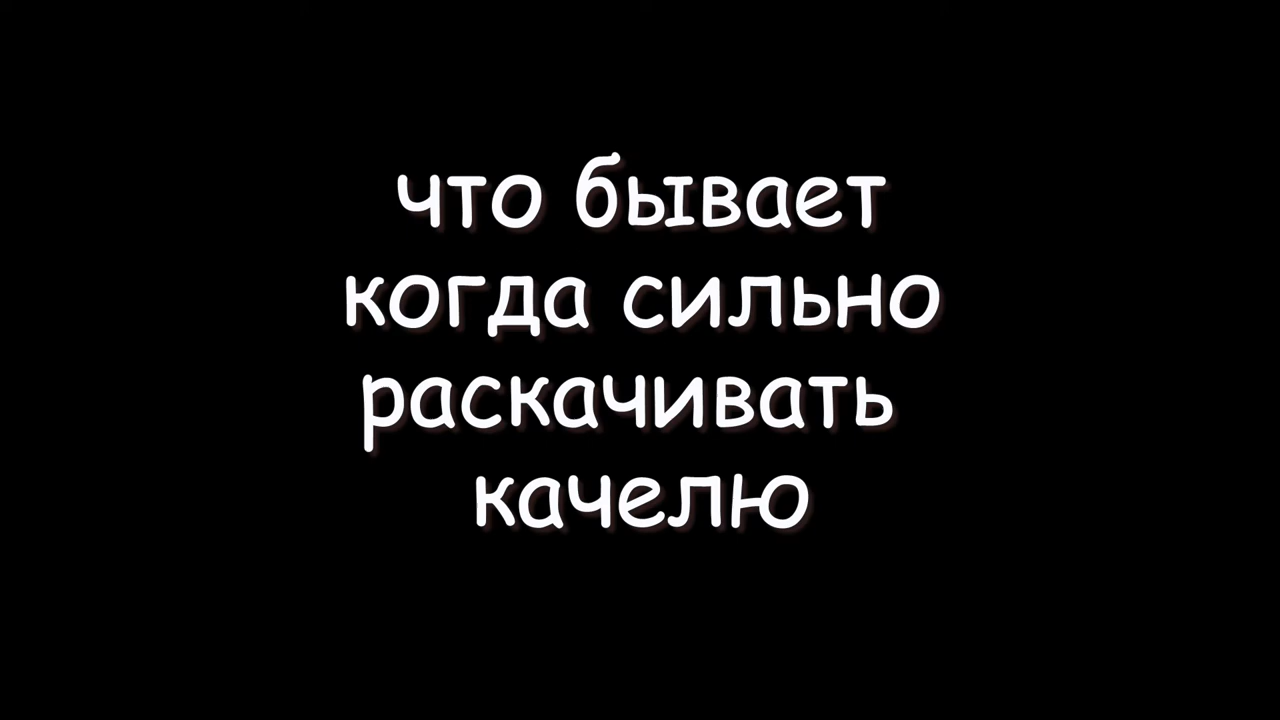 что бывает
когда сильно
раскачивать
качелю